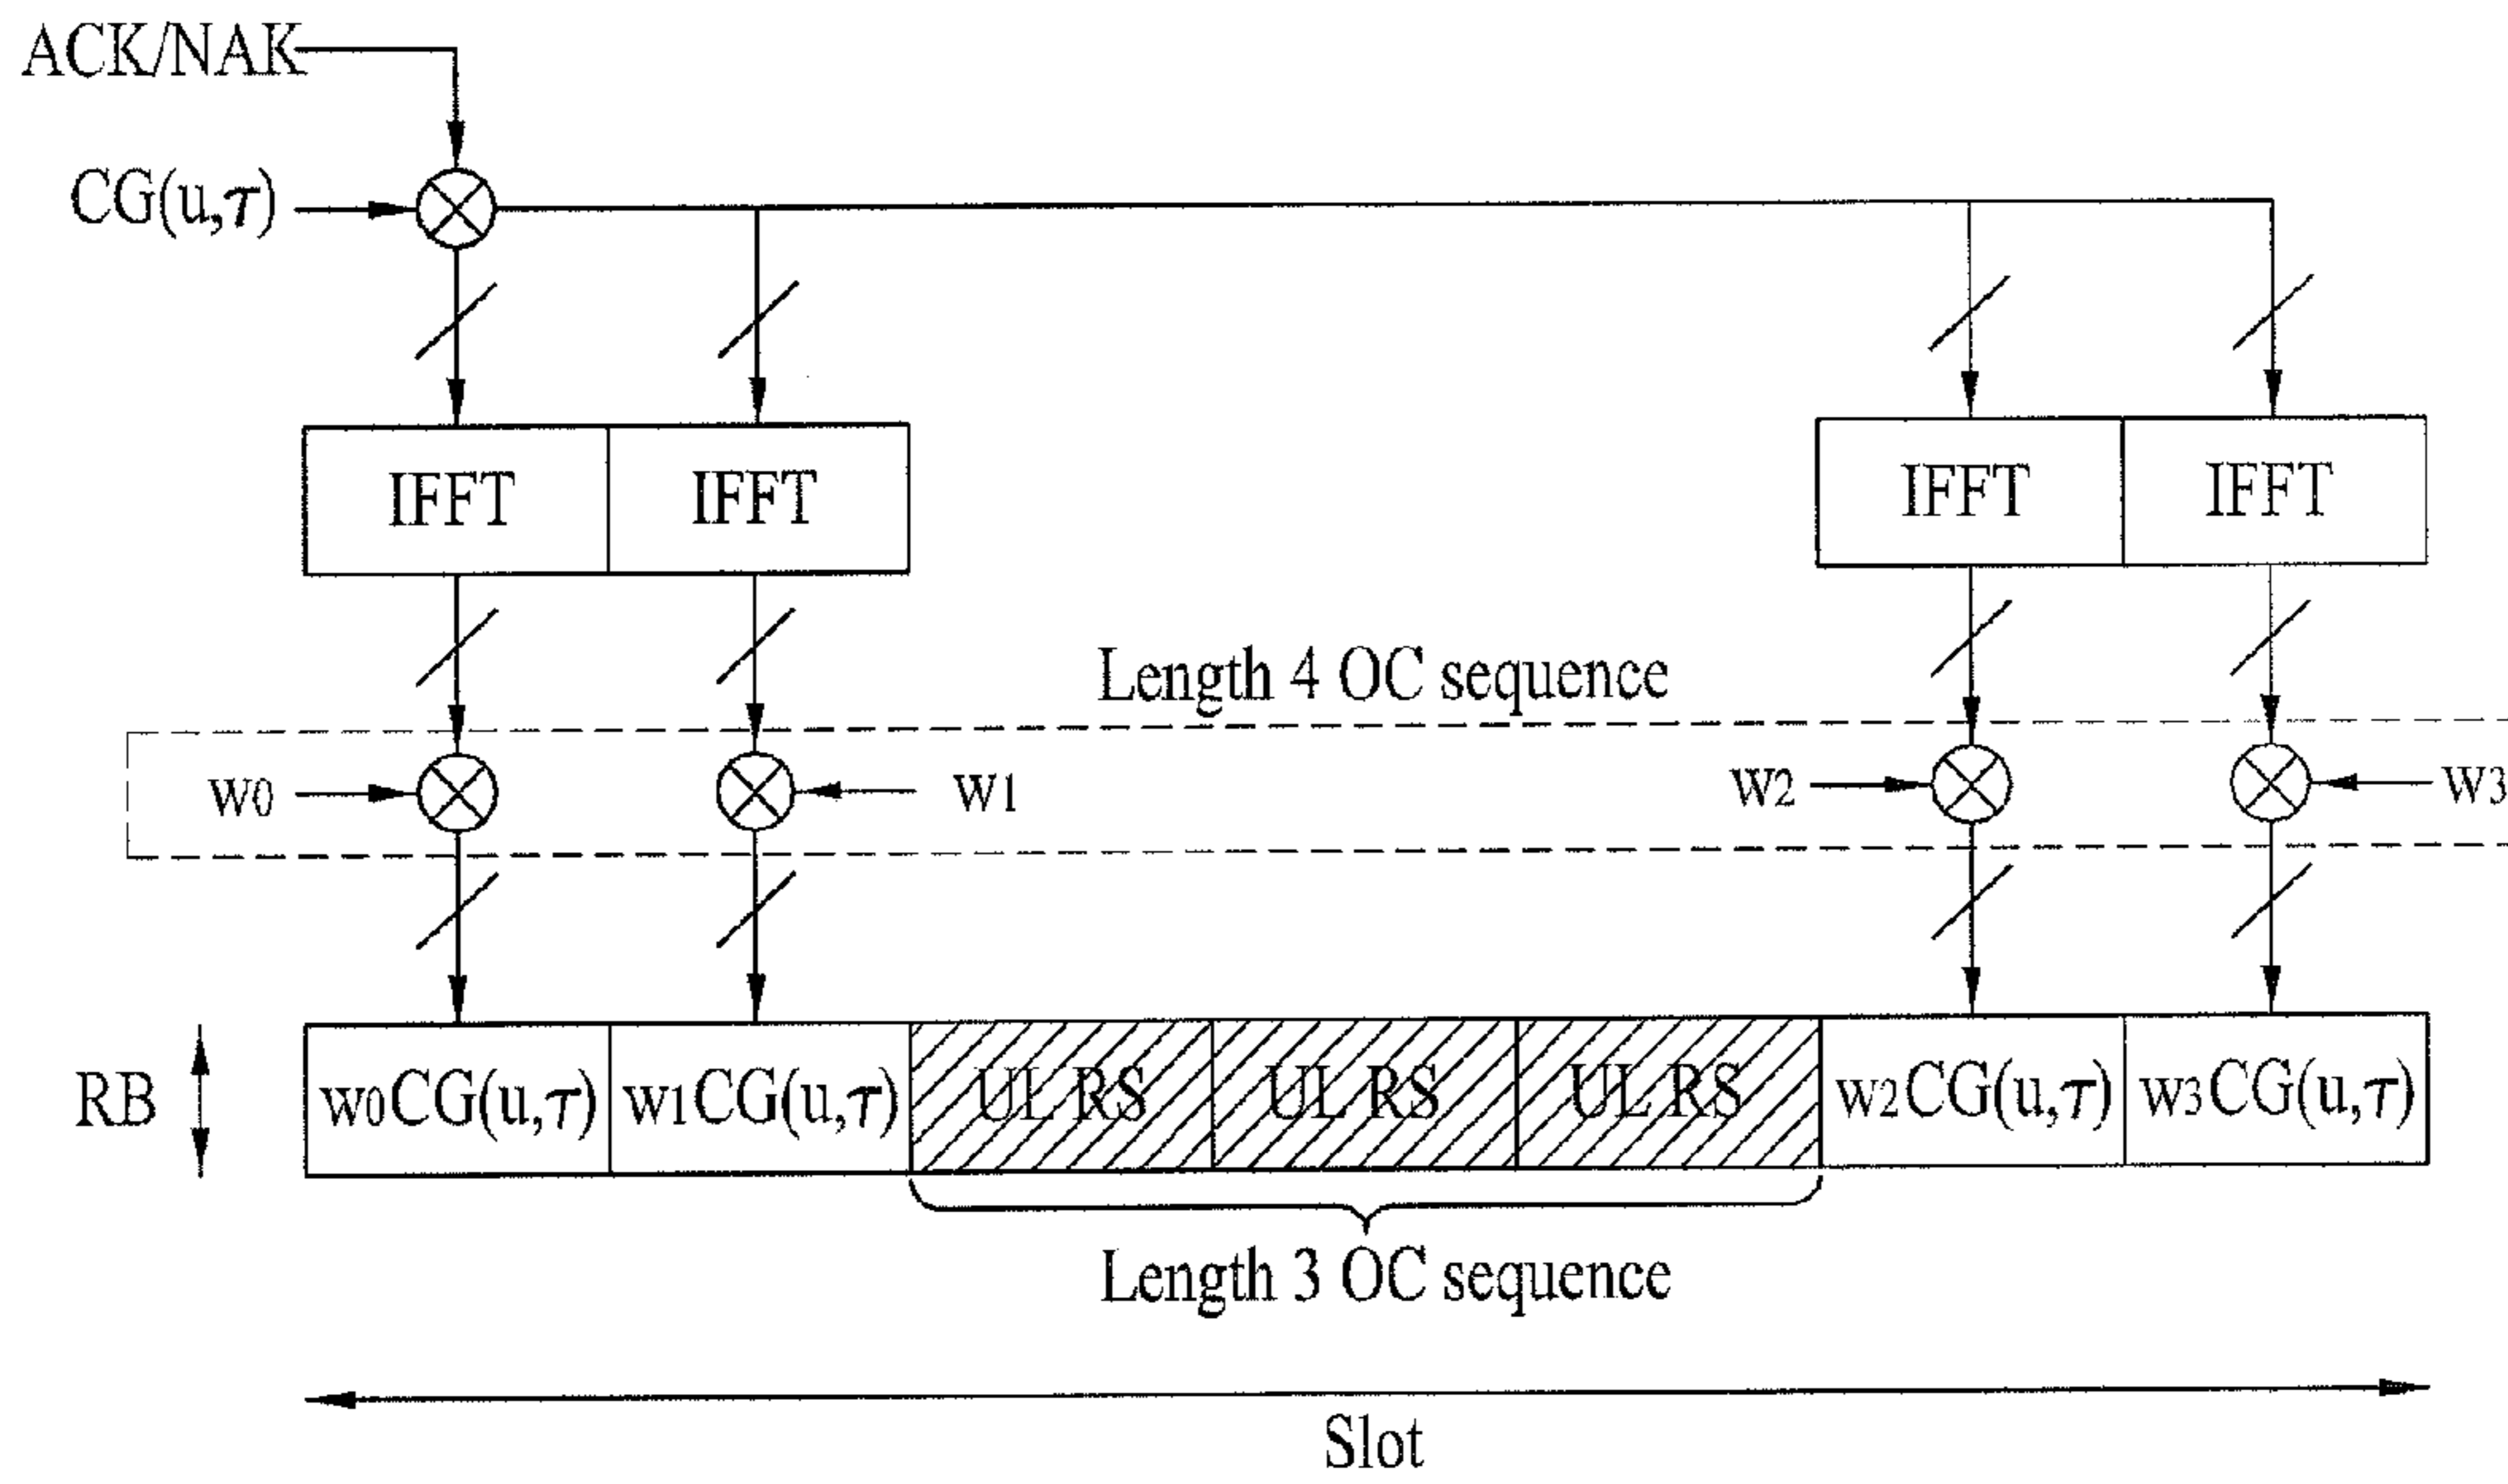 ACK/NAK
CG(u,τ)
IFFT IFFT IFFT IFFT
Length 4 OC sequence
W0 W1 W2 W3
RB w0CG(u,τ) w1CG(u,τ) UL RS UL RS UL RS w2CG(u,τ) w3CG(u,τ)
Length 3 OC sequence
Slot